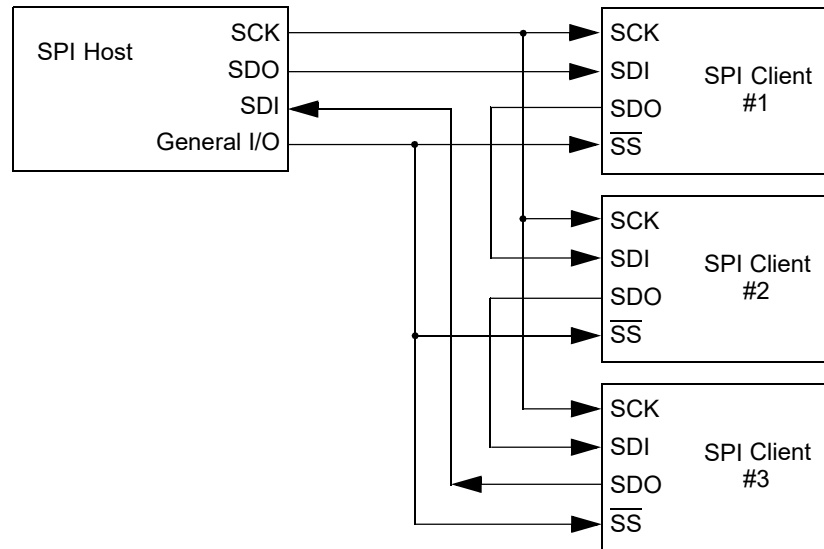 SPI Host
SCK
SDO
SDI
General I/O
SCK
SDI
SDO
SS
SPI Client
#1
SCK
SDI
SDO
SS
SPI Client
#2
SCK
SDI
SDO
SS
SPI Client
#3